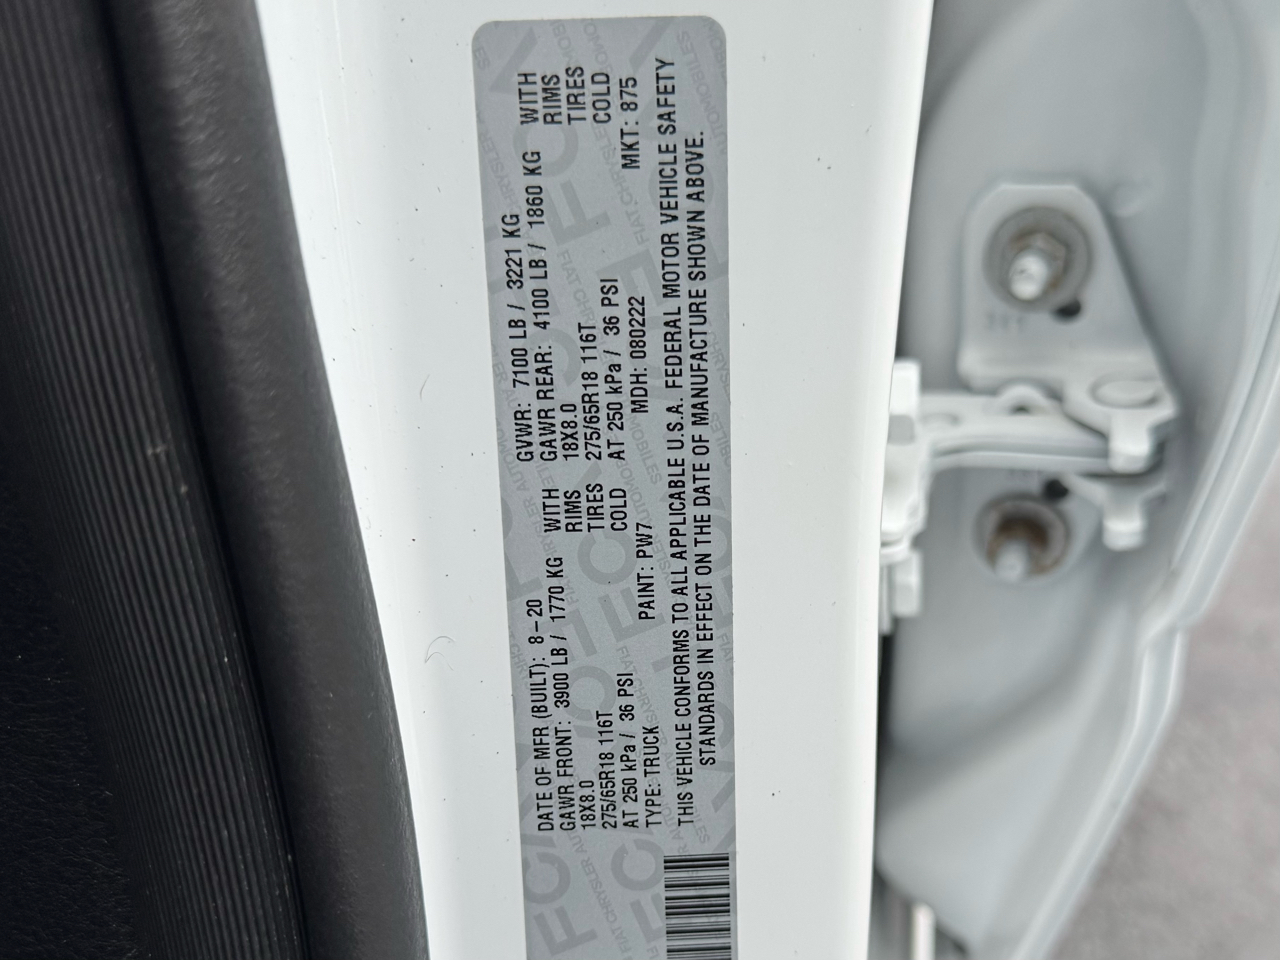 DATE OF MFR (BUILT): 8-20 GVWR: 7100 LB / 3221 KG
GAWR FRONT: 3900 LB / 1770 KG WITH GAWR REAR: 4100 LB / 1860 KG WITH
18X8.0 RIMS 18X8.0 RIMS
275/65R18 116T TIRES 275/65R18 116T TIRES
AT 250 kPa / 36 PSI COLD AT 250 kPa / 36 PSI COLD
TYPE: TRUCK PAINT: PW7 MDH: 080222 MKT: 875
THIS VEHICLE CONFORMS TO ALL APPLICABLE U.S.A. FEDERAL MOTOR VEHICLE SAFETY
STANDARDS IN EFFECT ON THE DATE OF MANUFACTURE SHOWN ABOVE.